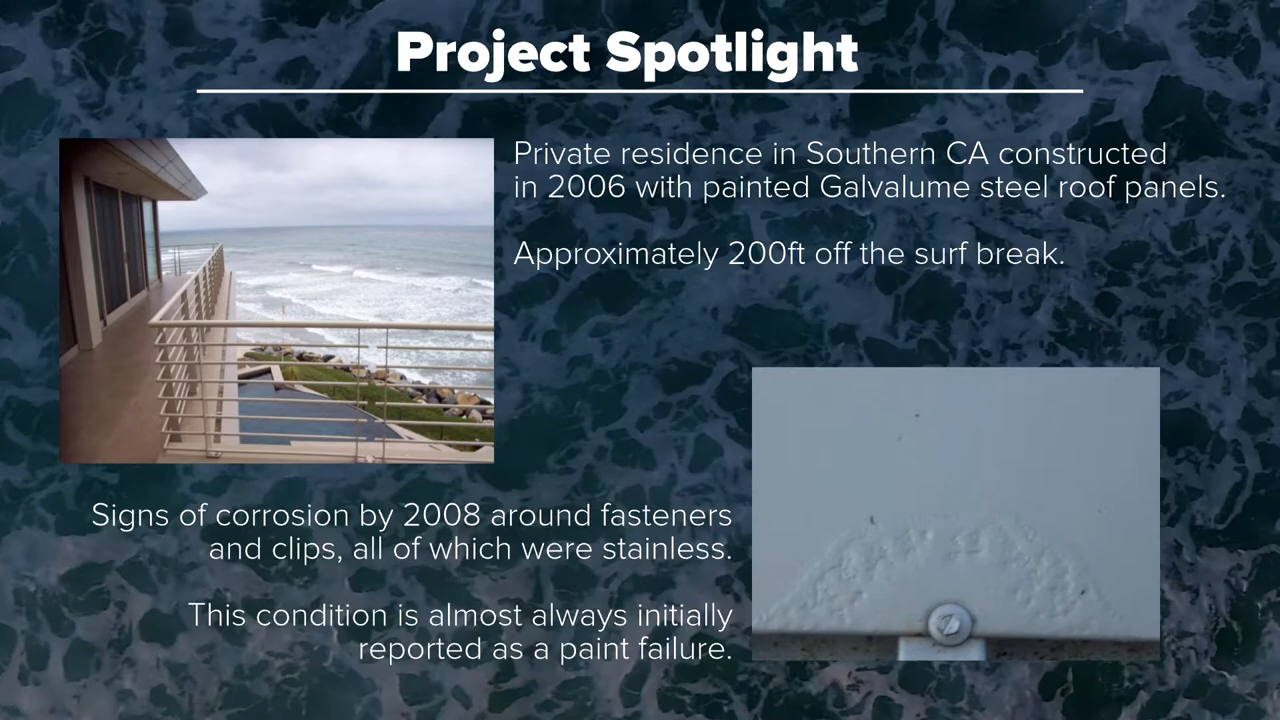 Project Spotlight
Private residence in Southern CA constructed
in 2006 with painted Galvalume steel roof panels.
Approximately 200ft off the surf break.
Signs of corrosion by 2008 around fasteners
and clips, all of which were stainless.
This condition is almost always initially
reported as a paint failure.